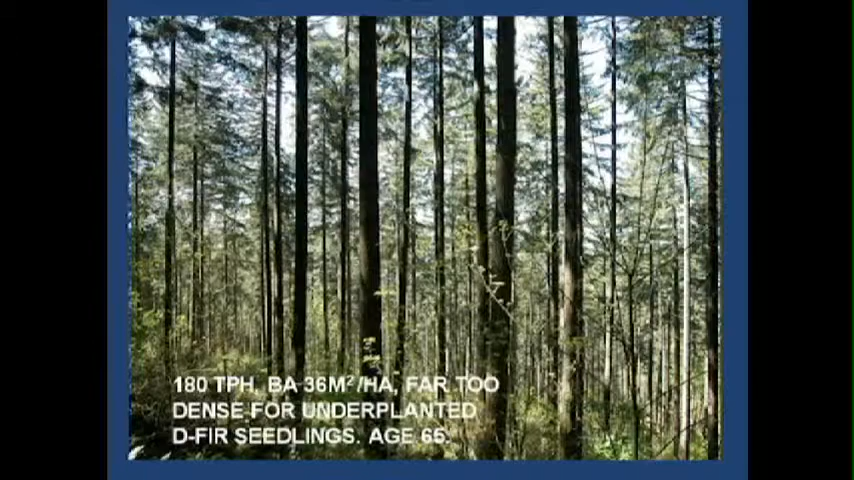 180 TPH, BA 36M²/HA, FAR TOO
DENSE FOR UNDERPLANTED
D-FIR SEEDLINGS. AGE 65.